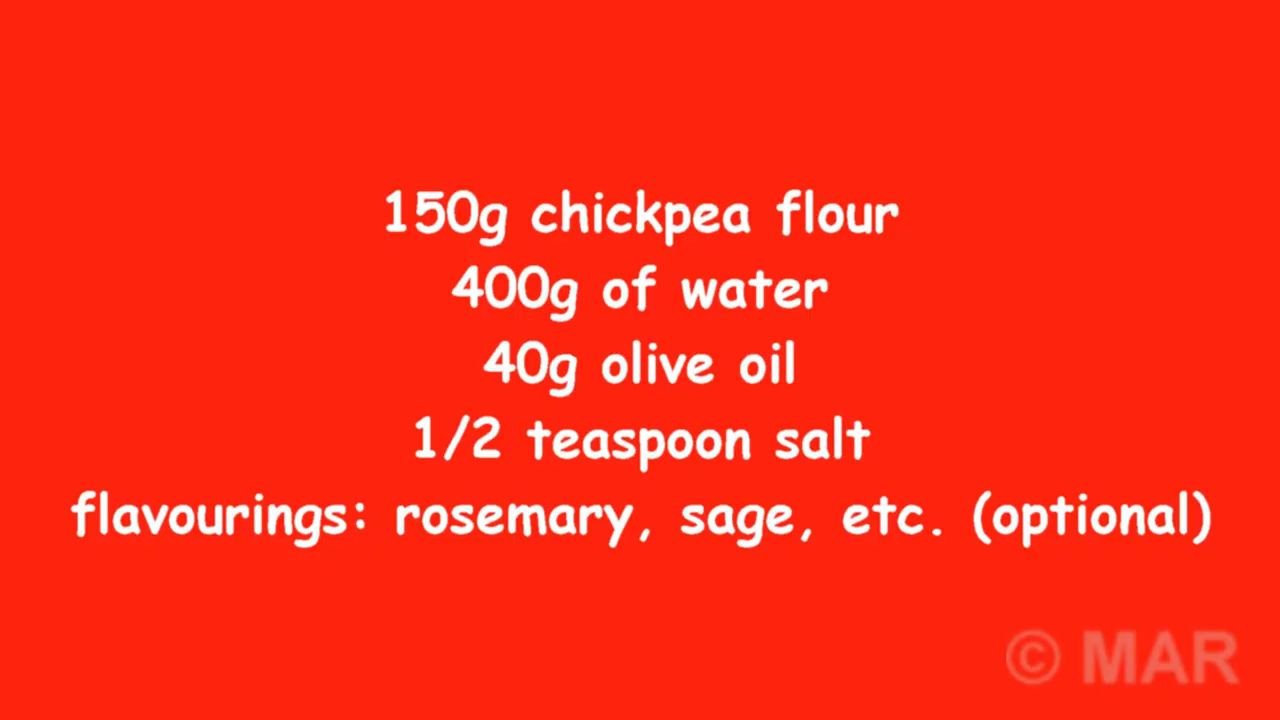 150g chickpea flour
400g of water
40g olive oil
1/2 teaspoon salt
flavourings: rosemary, sage, etc. (optional)
© MAR